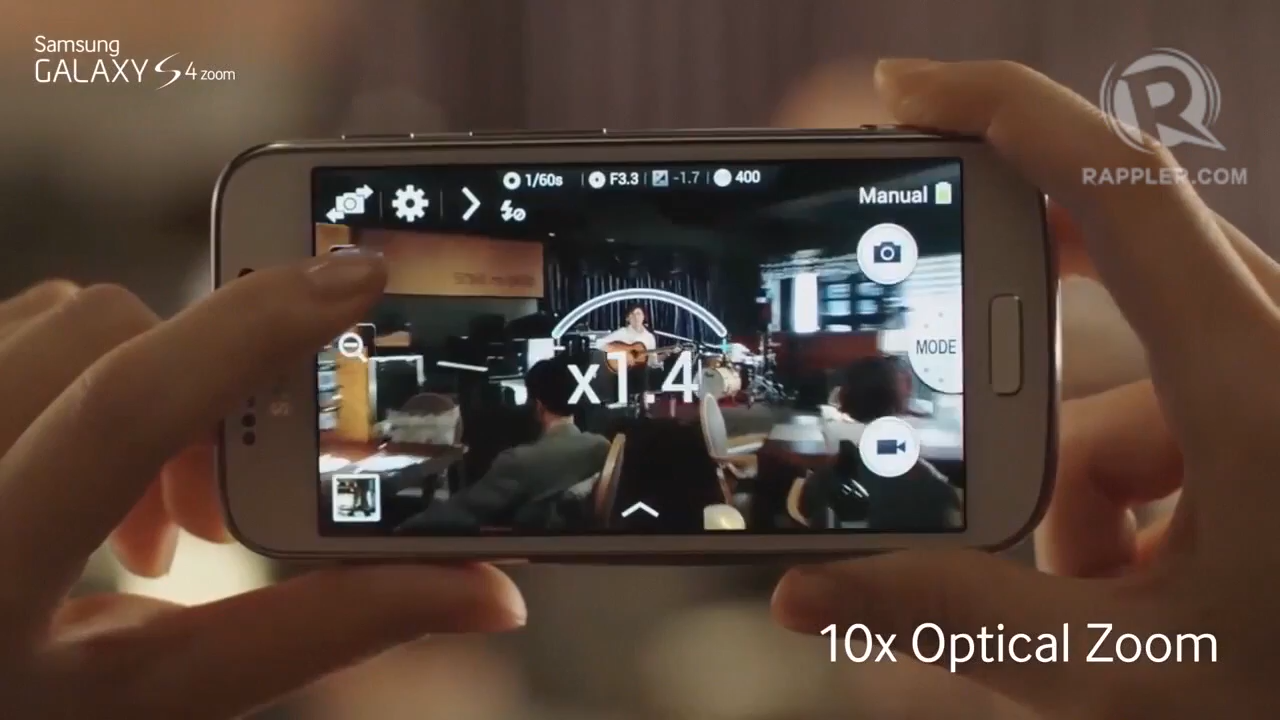 Samsung
GALAXY S4 zoom
RAPPLER.COM
1/60s F3.3 -1.7 400
Manual
MODE
x1.4
10x Optical Zoom